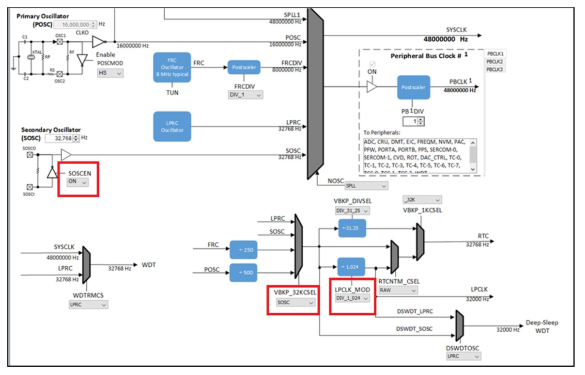 Primary Oscillator
(POSC) 16,000,000 Hz
CLKO
OSC1
C1
XTAL
RF
RP
RS
C2
OSC2
16000000 Hz
Enable
POSCMOD
HS
SPLL1
48000000 Hz
POSC
16000000 Hz
FRC
Oscillator
8 MHz typical
TUN
FRC
Postscaler
FRCDIV
DIV_1
FRCDIV
8000000 Hz
LPRC
Oscillator
LPRC
32768 Hz
Secondary Oscillator
(SOSC) 32,768 Hz
SOSCO
SOSCI
SOSCEN
ON
SOSC
32768 Hz
NOSC
SPLL
SYSCLK
48000000 Hz
Peripheral Bus Clock # 1
PBCLK1
PBCLK2
PBCLK3
ON
Postscaler
PBCLK 1
48000000 Hz
PB1DIV
1
To Peripherals:
ADC, CRU, DMT, EIC, FREQM, NVM, PAC,
PFW, PORTA, PORTB, PPS, SERCOM-0,
SERCOM-1, CVD, ROT, DAC_CTRL, TC-0,
TC-1, TC-2, TC-3, TC-4, TC-5, TC-6, TC-7,
TCC-0, TCC-1, TCC-2, WDT
SYSCLK
48000000 Hz
LPRC
32768 Hz
WDTRMCS
LPRC
32768 Hz
WDT
LPRC
SOSC
FRC
÷ 250
POSC
÷ 500
VBKP_32KCSEL
SOSC
VBKP_DIVSEL
DIV_31_25
÷ 31.25
÷ 1.024
LPCLK_MOD
DIV_1_024
_32K
VBKP_1KCSEL
RTCNTM_CSEL
RAW
RTC
32768 Hz
LPCLK
32000 Hz
DSWDT_LPRC
DSWDT_SOSC
DSWDTOSC
LPRC
32000 Hz
Deep-Sleep
WDT